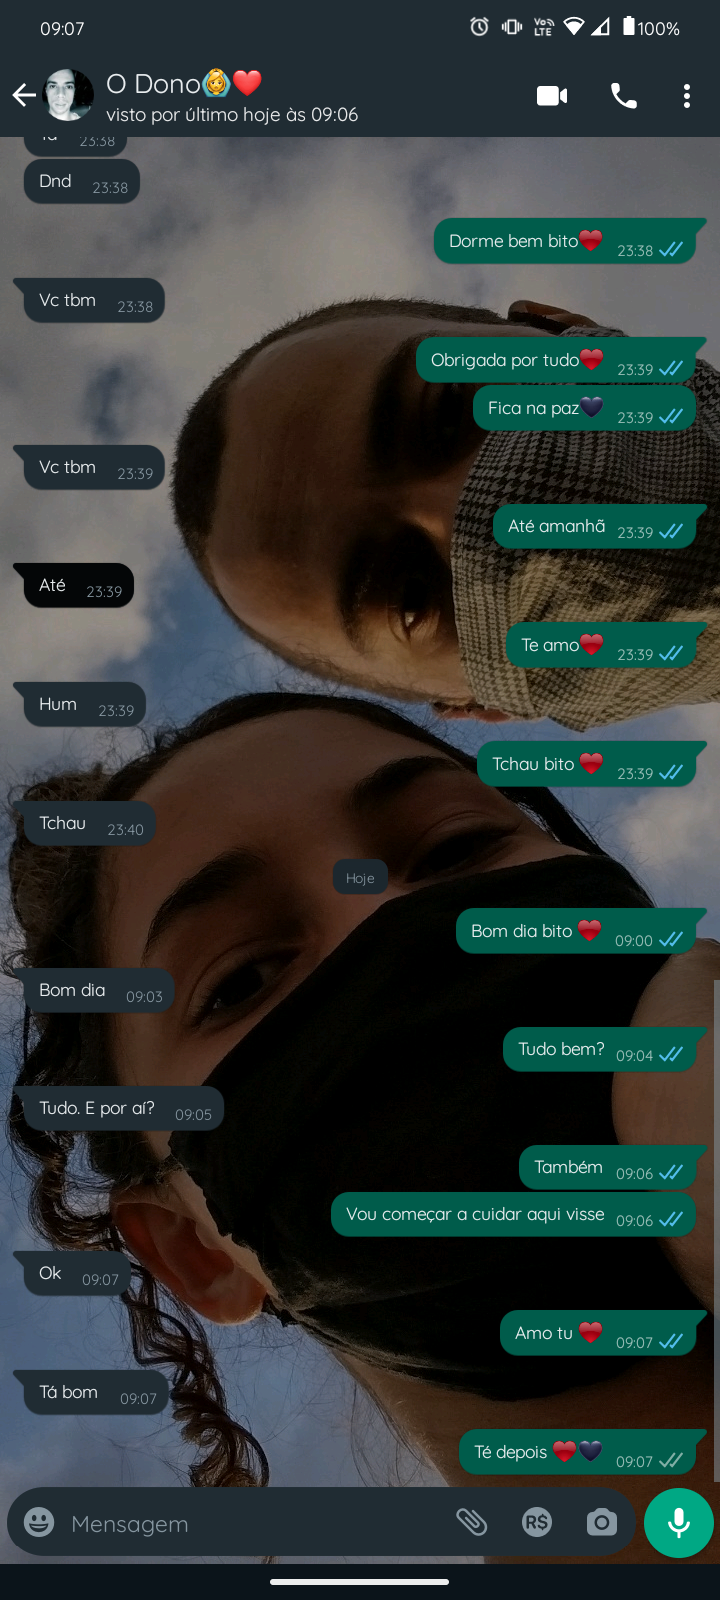 09:07
Vo))
LTE
100%
O Dono👸❤️
visto por último hoje às 09:06
23:38
Dnd 23:38
Dorme bem bito♥️ 23:38
Vc tbm 23:38
Obrigada por tudo♥️ 23:39
Fica na paz🖤 23:39
Vc tbm 23:39
Até amanhã 23:39
Até 23:39
Te amo♥️ 23:39
Hum 23:39
Tchau bito ♥️ 23:39
Tchau 23:40
Hoje
Bom dia bito ♥️ 09:00
Bom dia 09:03
Tudo bem? 09:04
Tudo. E por aí? 09:05
Também 09:06
Vou começar a cuidar aqui visse 09:06
Ok 09:07
Amo tu ♥️ 09:07
Tá bom 09:07
Té depois ♥️🖤 09:07
Mensagem
R$